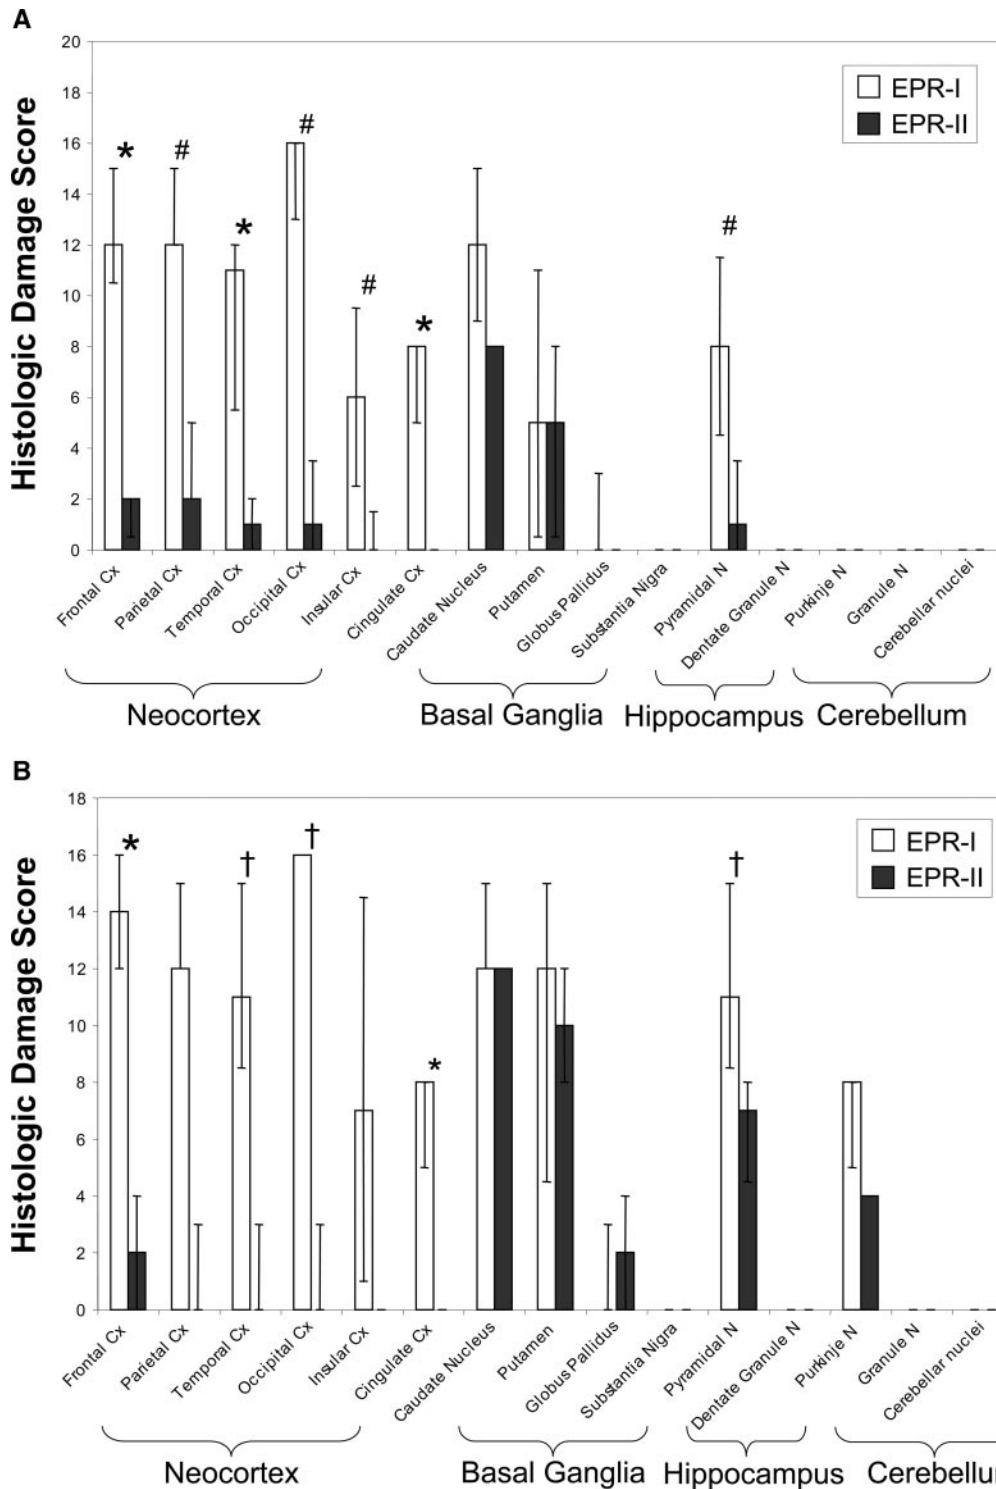 A
Histologic Damage Score
20
18
16
14
12
10
8
6
4
2
0
EPR-I
EPR-II
*
#
*
#
#
*
#
Frontal Cx
Parietal Cx
Temporal Cx
Occipital Cx
Insular Cx
Cingulate Cx
Caudate Nucleus
Putamen
Globus Pallidus
Substantia Nigra
Pyramidal N
Dentate Granule N
Purkinje N
Granule N
Cerebellar nuclei
Neocortex
Basal Ganglia
Hippocampus
Cerebellum
B
Histologic Damage Score
18
16
14
12
10
8
6
4
2
0
EPR-I
EPR-II
*
†
†
*
†
Frontal Cx
Parietal Cx
Temporal Cx
Occipital Cx
Insular Cx
Cingulate Cx
Caudate Nucleus
Putamen
Globus Pallidus
Substantia Nigra
Pyramidal N
Dentate Granule N
Purkinje N
Granule N
Cerebellar nuclei
Neocortex
Basal Ganglia
Hippocampus